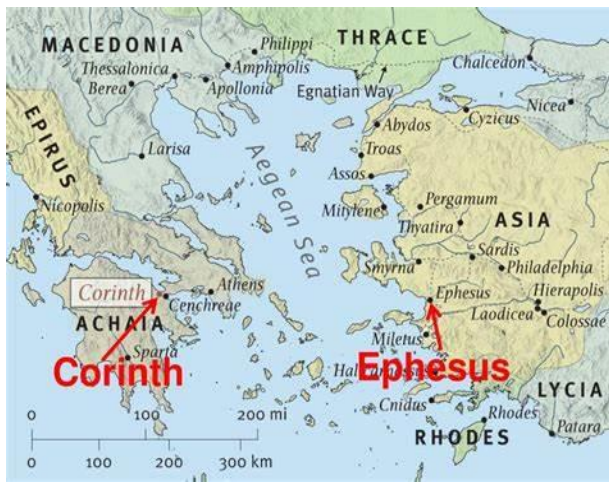 MACEDONIA
THRACE
Philippi
Chalcedon
Thessalonica
Amphipolis
Berea
Apollonia
Egnatian Way
Nicea
Cyzicus
EPIRUS
Abydos
Larisa
Troas
Aegean Sea
Assos
Nicopolis
Mitylene
Pergamum
ASIA
Thyatira
Sardis
Smyrna
Philadelphia
Corinth
Athens
Hierapolis
Cenchreae
Ephesus
Laodicea
Colossae
ACHAIA
Miletus
Sparta
Corinth
Ephesus
LYCIA
Cnidus
0 100 200 mi
Rhodes
RHODES
Patara
0 100 200 300 km